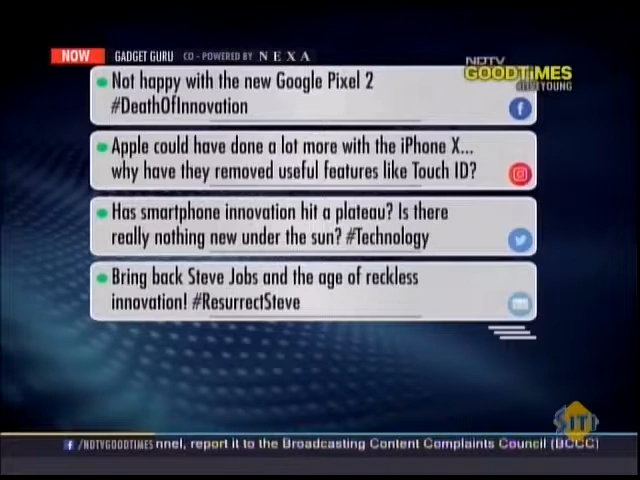 NOW GADGET GURU CO - POWERED BY NEXA
NDTV
GOODTiMES
Not happy with the new Google Pixel 2
#DeathOfInnovation
Apple could have done a lot more with the iPhone X...
why have they removed useful features like Touch ID?
Has smartphone innovation hit a plateau? Is there
really nothing new under the sun? #Technology
Bring back Steve Jobs and the age of reckless
innovation! #ResurrectSteve
SITI
/NDTVGOODTIMES nnel, report it to the Broadcasting Content Complaints Council (BCCC)